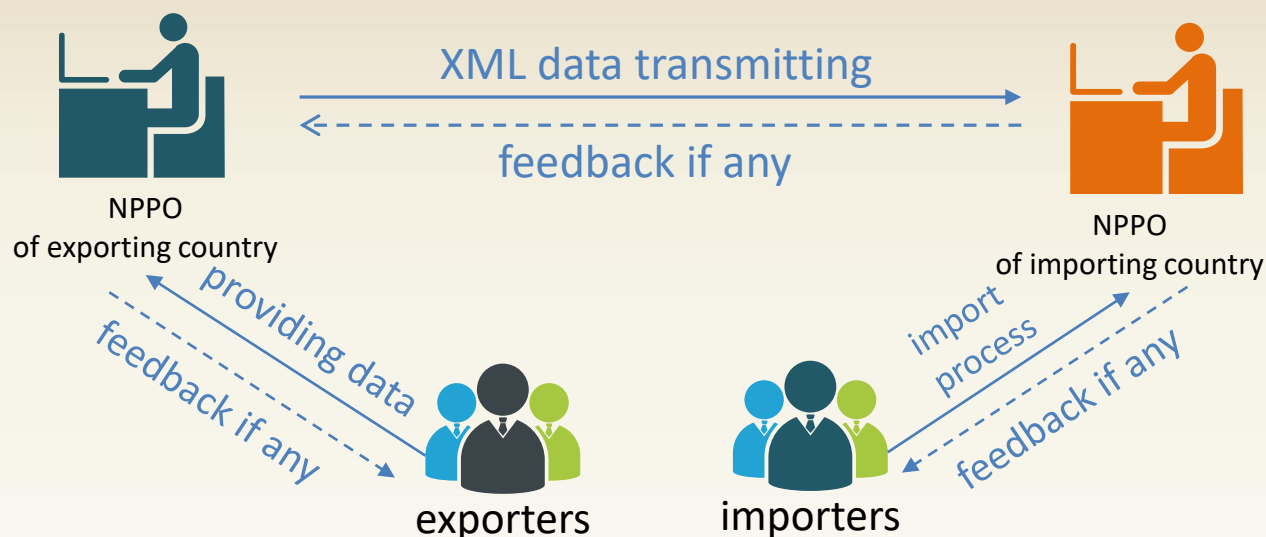 XML data transmitting
feedback if any
NPPO
of exporting country
NPPO
of importing country
providing data
feedback if any
import
process
feedback if any
exporters
importers